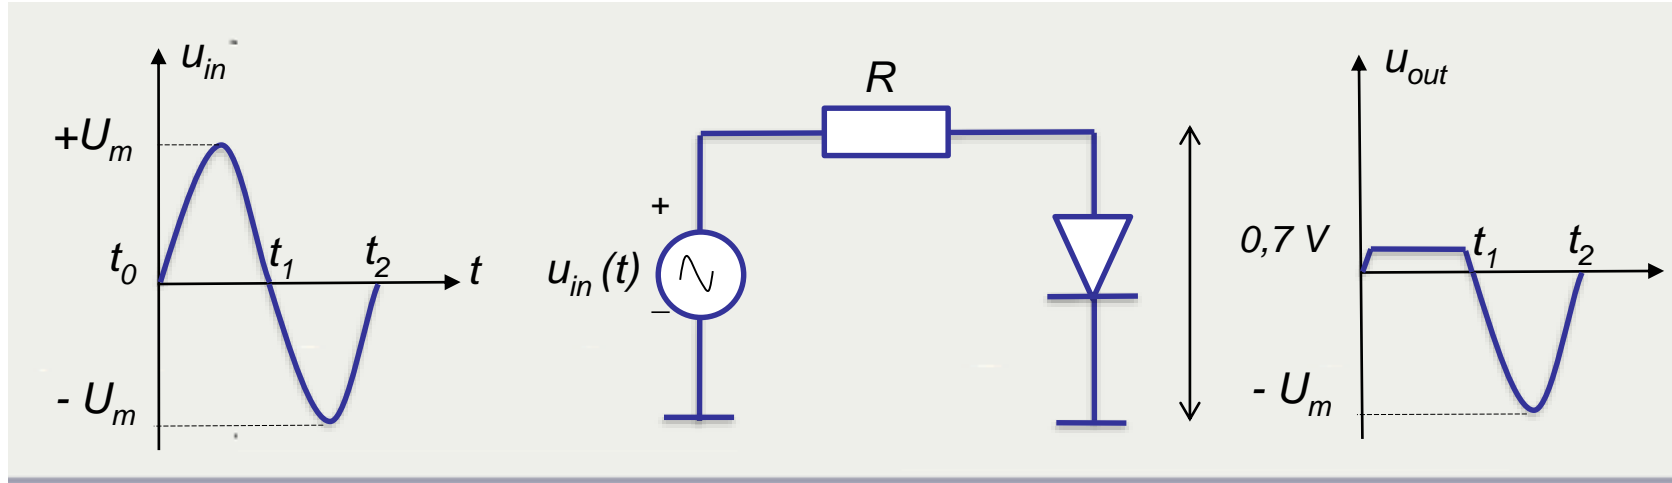 u_in
+U_m
t_0
t_1
t_2
t
- U_m
R
+
u_in (t)
–
0,7 V
u_out
t_1
t_2
- U_m